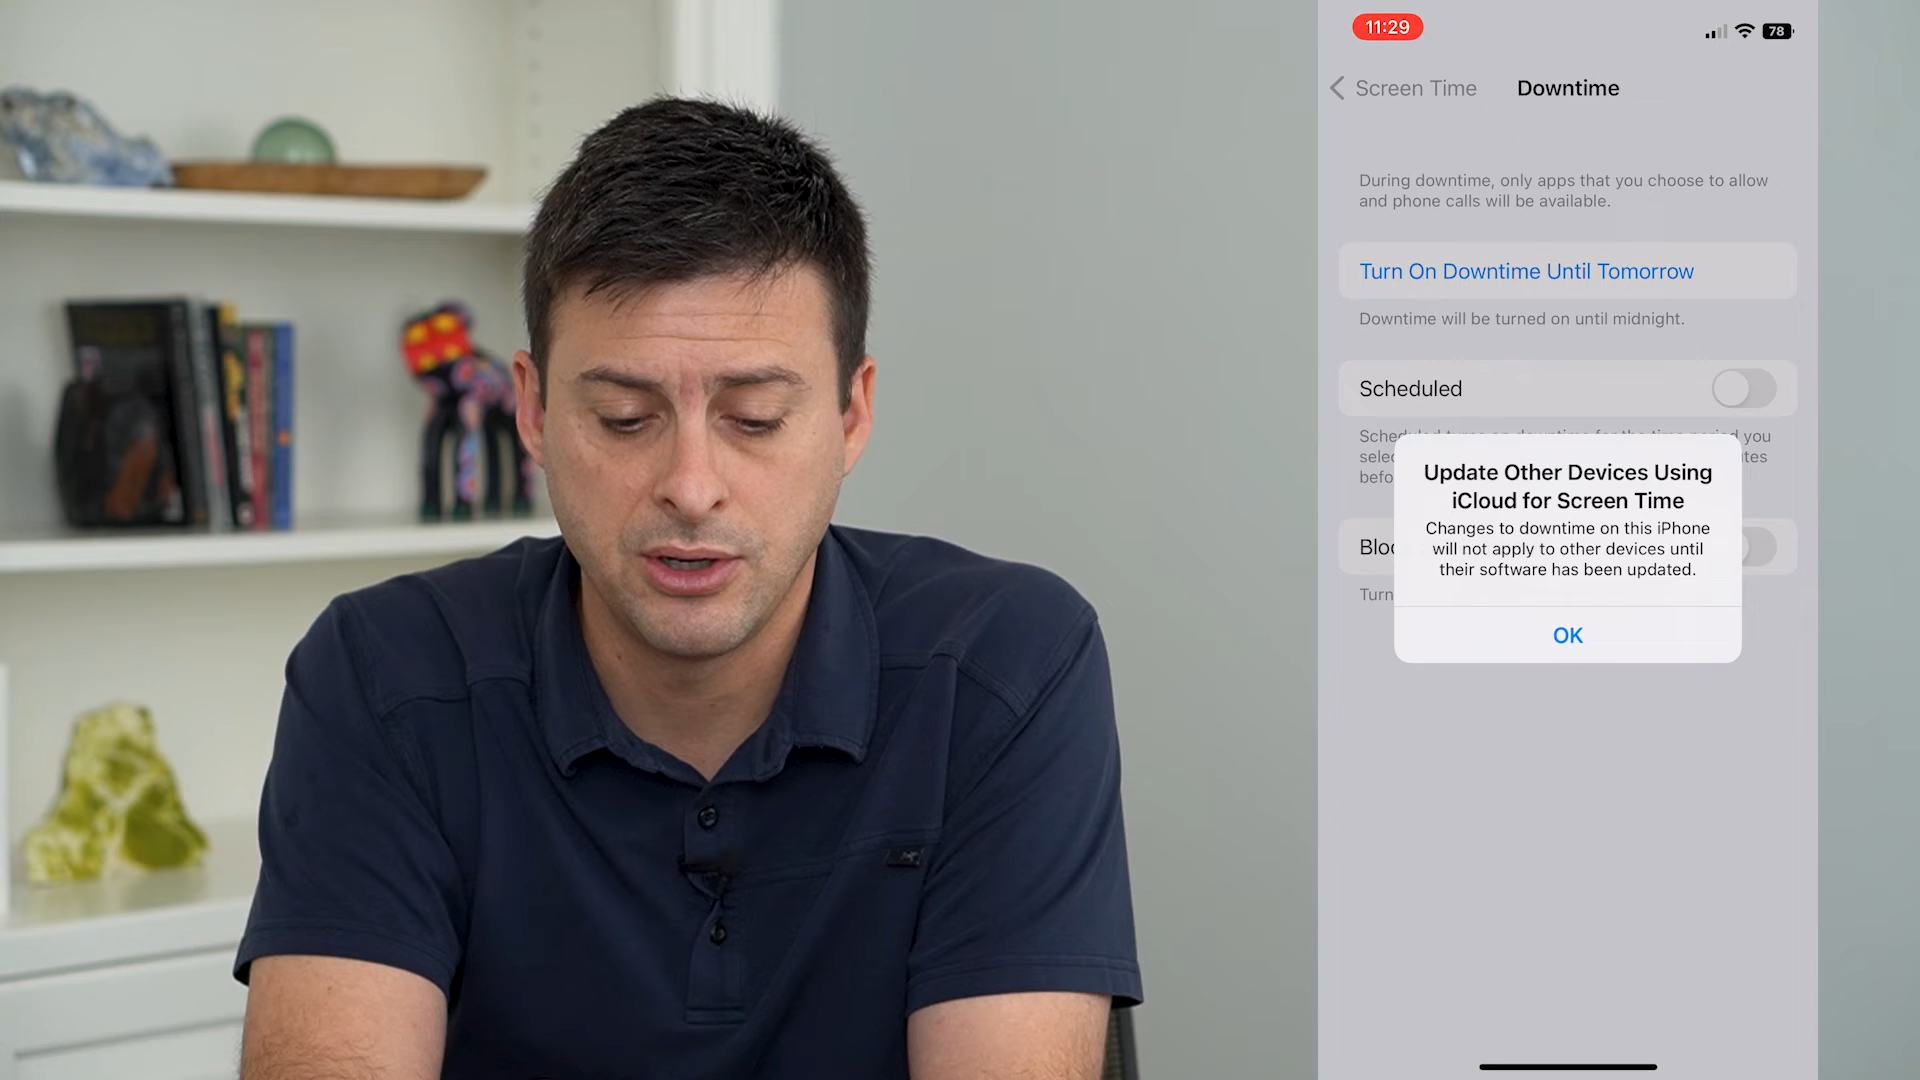 11:29
78
Screen Time
Downtime
During downtime, only apps that you choose to allow
and phone calls will be available.
Turn On Downtime Until Tomorrow
Downtime will be turned on until midnight.
Scheduled
you
Update Other Devices Using
iCloud for Screen Time
Changes to downtime on this iPhone
will not apply to other devices until
their software has been updated.
OK
Turn